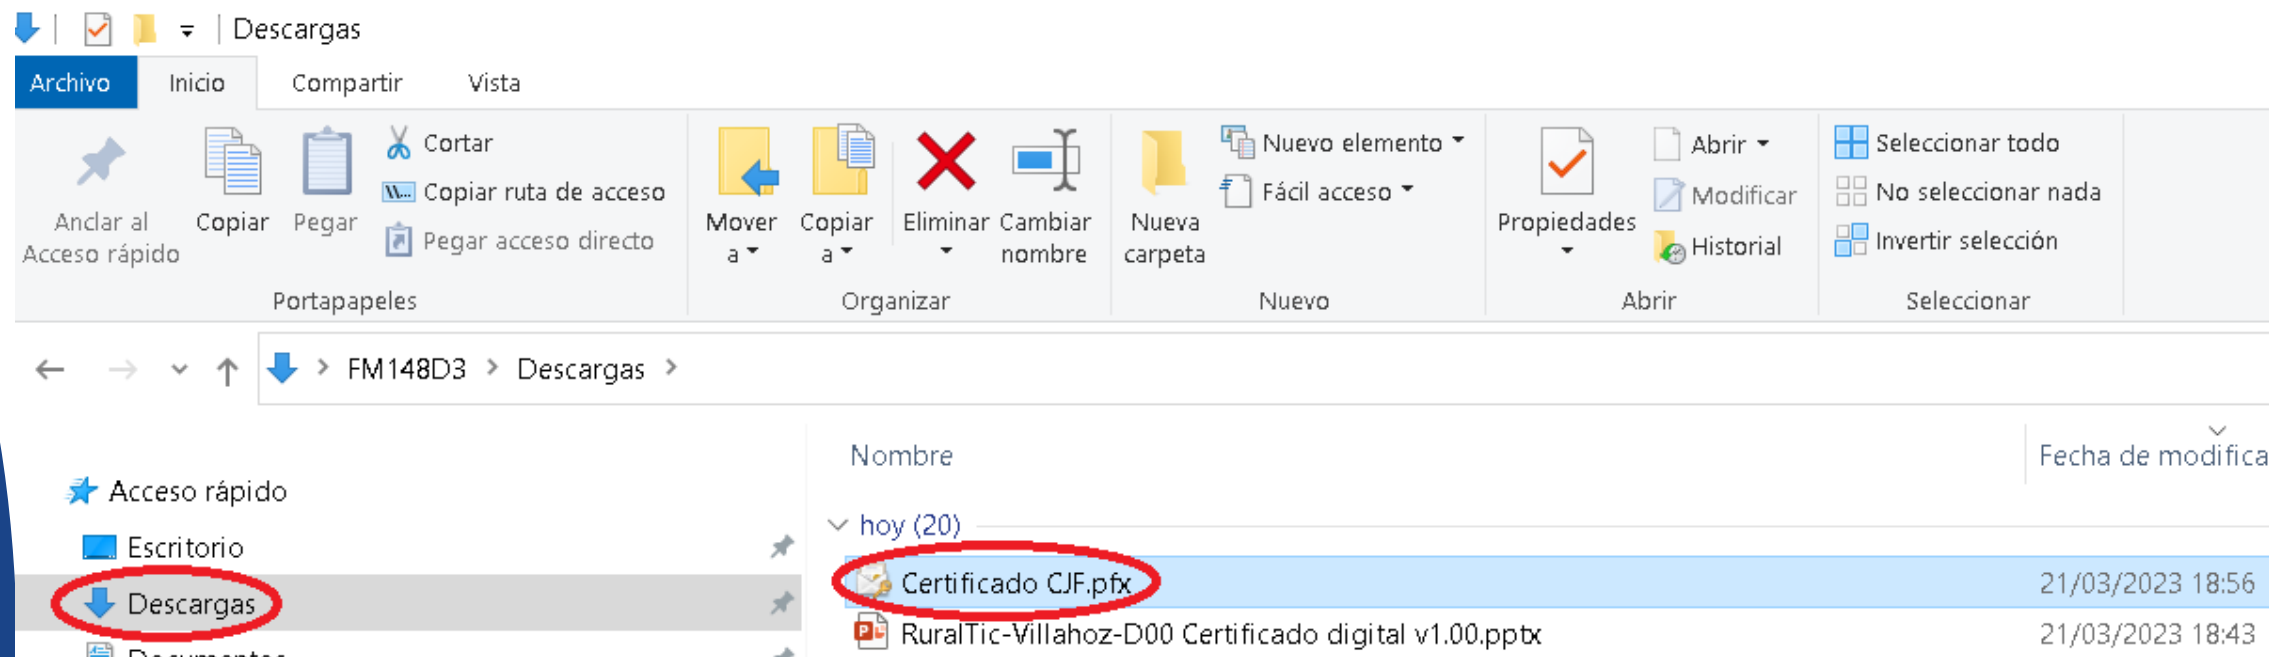 Descargas
Archivo Inicio Compartir Vista
Anclar al Acceso rápido
Copiar
Pegar
Cortar
W... Copiar ruta de acceso
Pegar acceso directo
Portapapeles
Mover a
Copiar a
Eliminar
Cambiar nombre
Organizar
Nueva carpeta
Nuevo elemento
Fácil acceso
Nuevo
Propiedades
Abrir
Modificar
Historial
Abrir
Seleccionar todo
No seleccionar nada
Invertir selección
Seleccionar
> FM148D3 > Descargas >
Nombre Fecha de modifica
Acceso rápido
Escritorio
Descargas
Documentos
hoy (20)
Certificado CJF.pfx 21/03/2023 18:56
RuralTic-Villahoz-D00 Certificado digital v1.00.pptx 21/03/2023 18:43